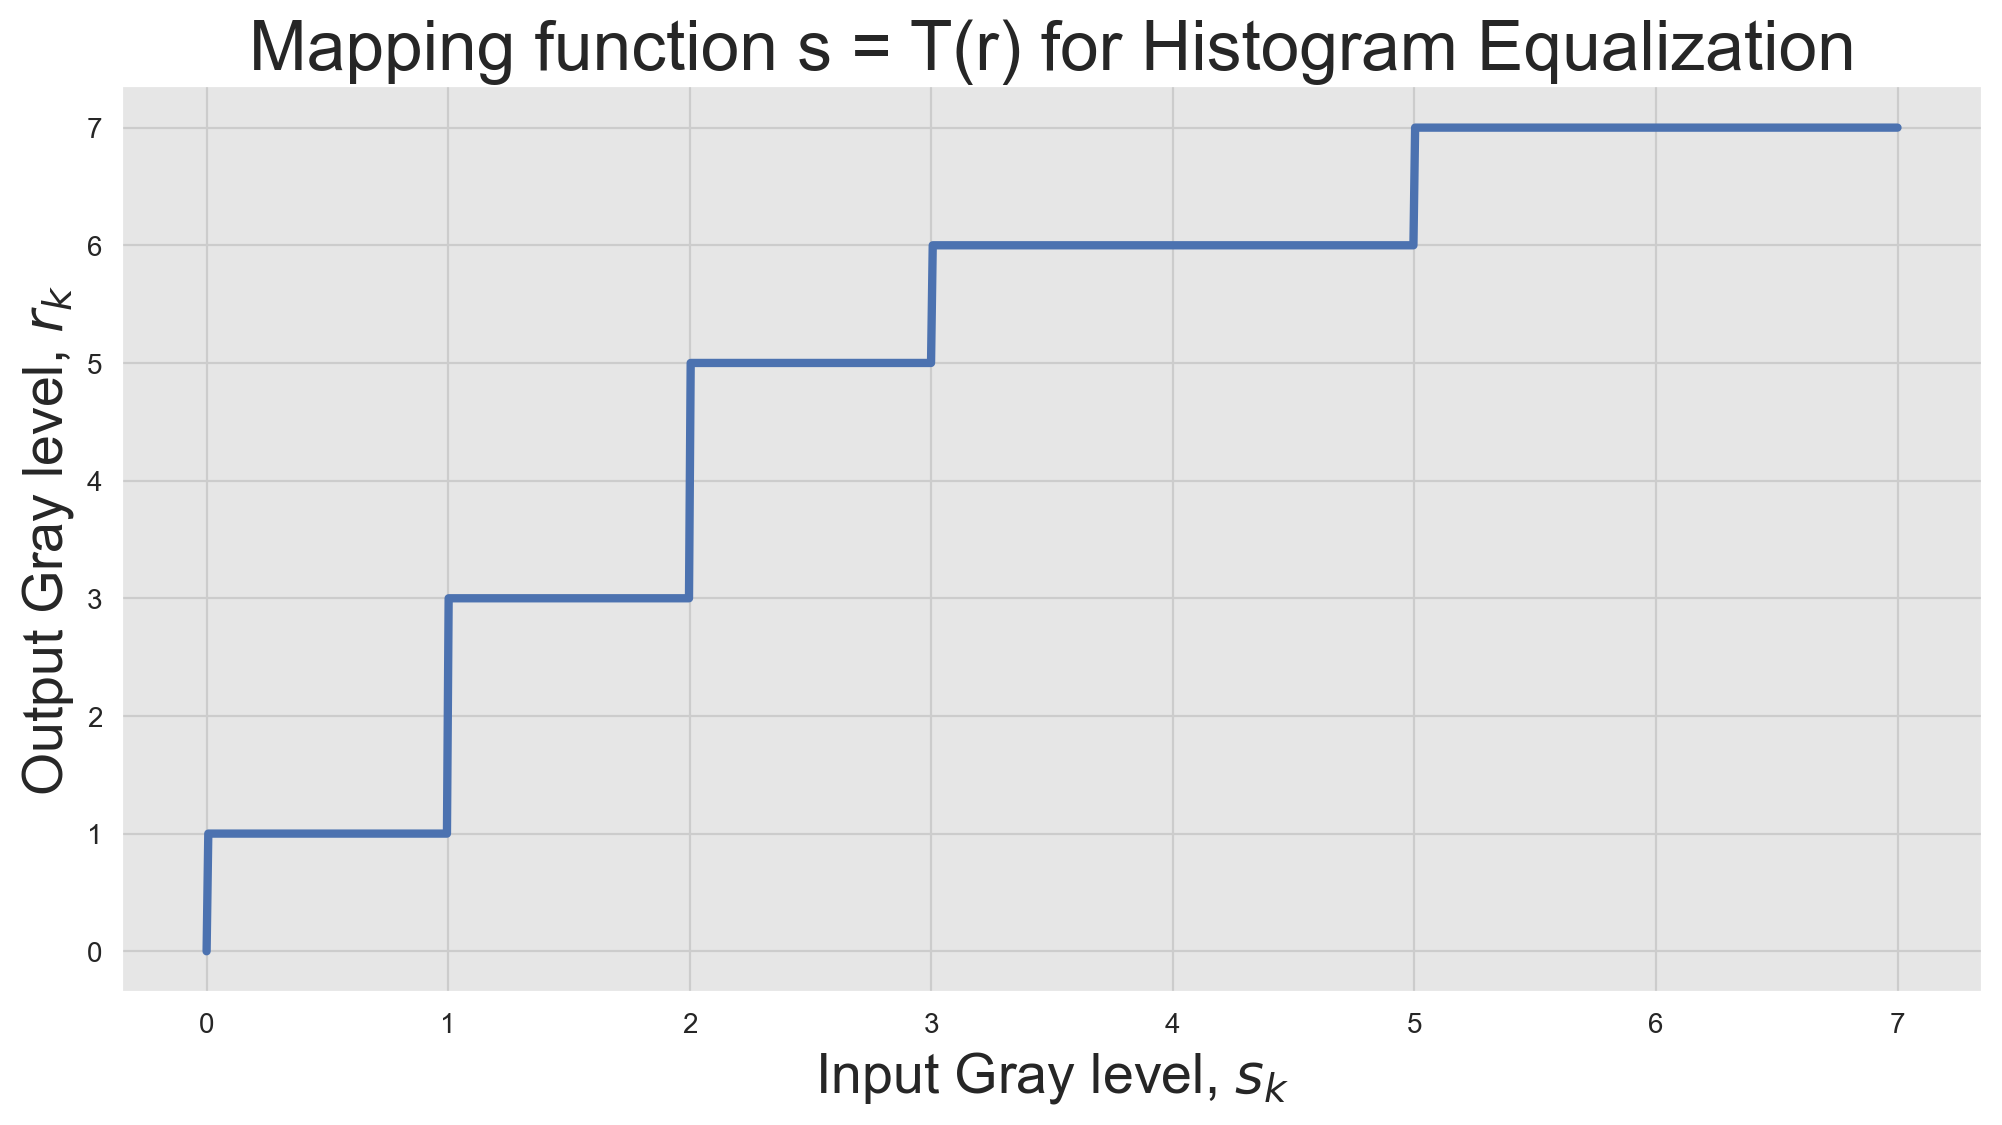 Mapping function s = T(r) for Histogram Equalization
Output Gray level, r_k
7
6
5
4
3
2
1
0
0 1 2 3 4 5 6 7
Input Gray level, s_k